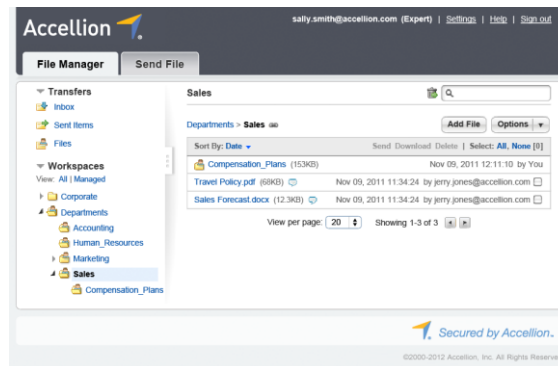 sally.smith@accellion.com (Expert) | Settings | Help | Sign out
Accellion
File Manager
Send File
Transfers
Inbox
Sent Items
Files
Workspaces
View: All | Managed
Corporate
Departments
Accounting
Human_Resources
Marketing
Sales
Compensation_Plans
Sales
Departments > Sales
Add File
Options
Sort By: Date
Send Download Delete | Select: All, None [0]
Compensation_Plans (153KB) Nov 09, 2011 12:11:10 by You
Travel Policy.pdf (68KB) Nov 09, 2011 11:34:24 by jerry.jones@accellion.com
Sales Forecast.docx (12.3KB) Nov 09, 2011 11:34:24 by jerry.jones@accellion.com
View per page: 20 Showing 1-3 of 3
Secured by Accellion.
©2000-2012 Accellion, Inc. All Rights Reserve